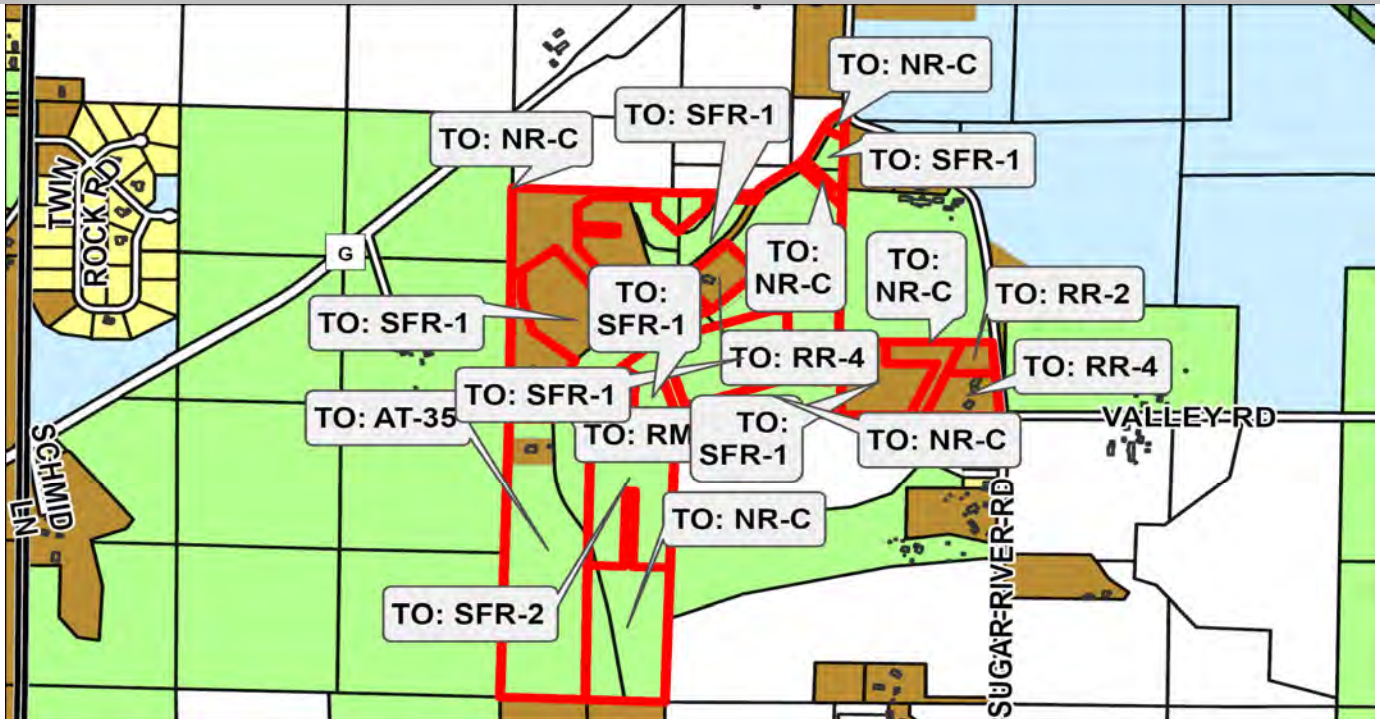 TO: NR-C
TO: SFR-1
TO: NR-C
TO: SFR-1
TWIN
ROCK RD
G
TO:
NR-C
TO:
NR-C
TO: RR-2
TO:
SFR-1
TO: SFR-1
TO: RR-4
TO: RR-4
TO: SFR-1
TO: AT-35
TO: RM
TO:
SFR-1
TO: NR-C
VALLEY RD
SCHMID
LN
TO: NR-C
TO: SFR-2
SUGAR RIVER RD